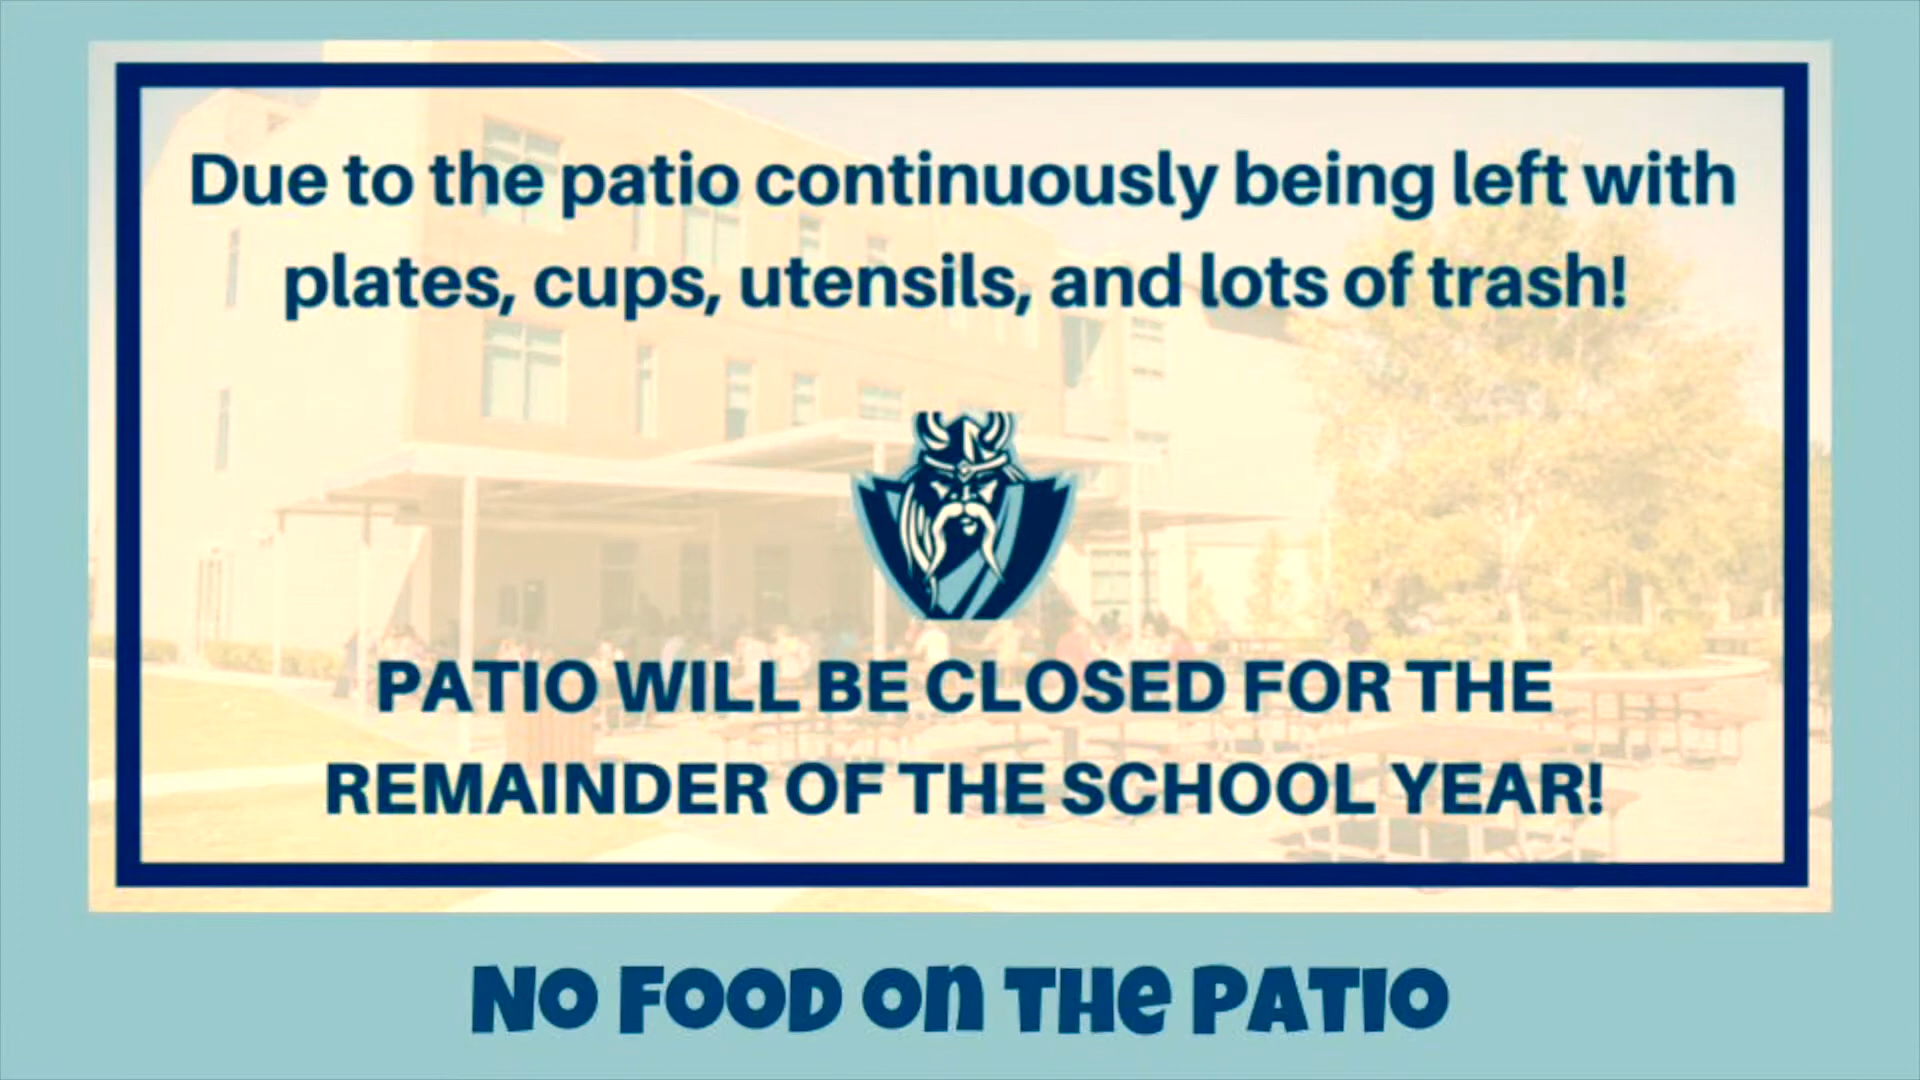 Due to the patio continuously being left with
plates, cups, utensils, and lots of trash!
PATIO WILL BE CLOSED FOR THE
REMAINDER OF THE SCHOOL YEAR!
No Food on the Patio